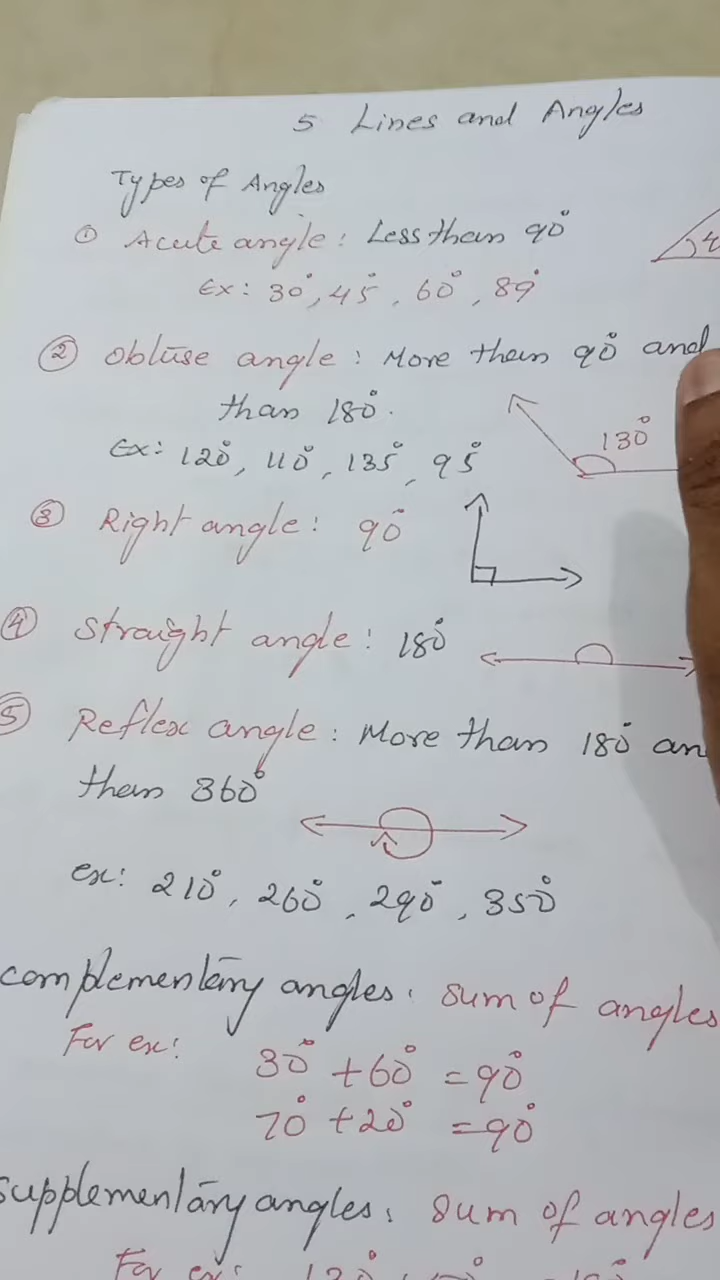 5 Lines and Angles
Types of Angles
① Acute angle : Less than 90°
Ex: 30°, 45°, 60°, 89°
② Obtuse angle : More than 90° and
than 180°.
Ex: 120°, 110°, 135°, 95°
130°
③ Right angle : 90°
④ Straight angle : 180°
⑤ Reflex angle : More than 180° an
than 360°
ex: 210°, 260°, 290°, 350°
complementary angles. Sum of angles
For ex:
30° + 60° = 90°
70° + 20° = 90°
supplementary angles. Sum of angles
For ex: